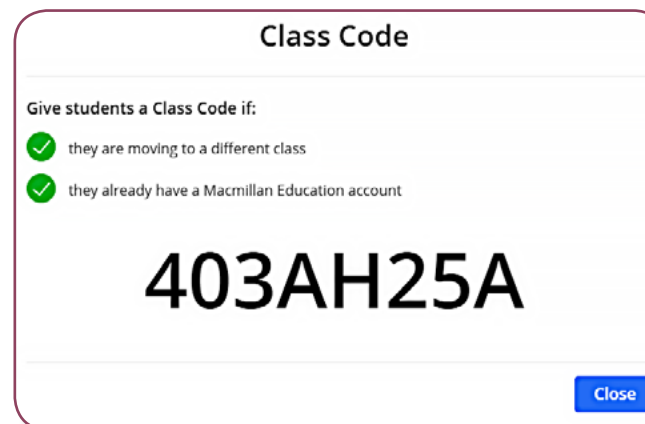 Class Code
Give students a Class Code if:
they are moving to a different class
they already have a Macmillan Education account
403AH25A
Close